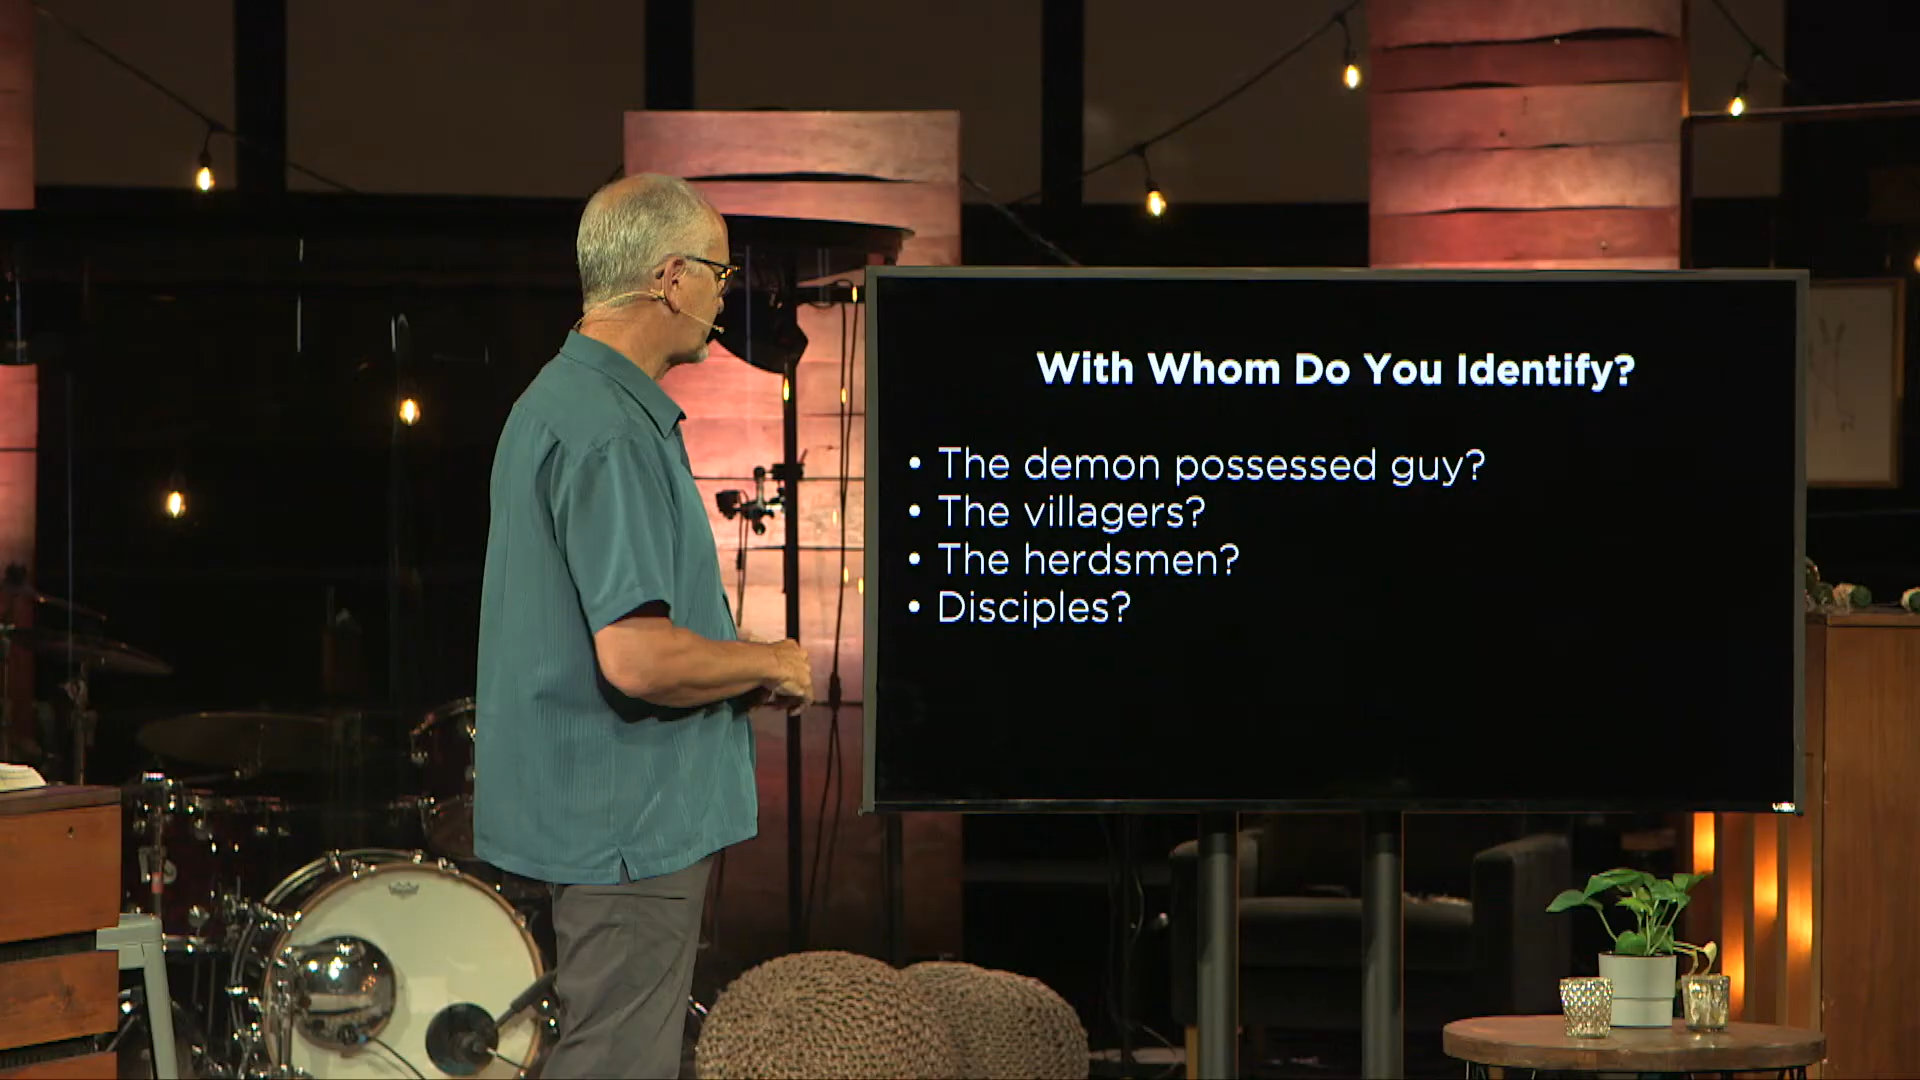 With Whom Do You Identify?
• The demon possessed guy?
• The villagers?
• The herdsmen?
• Disciples?